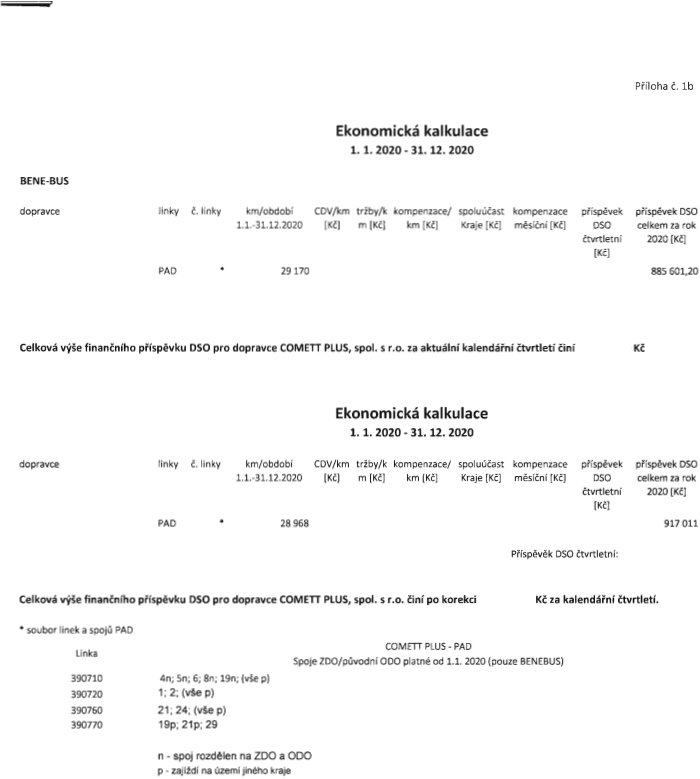 Příloha č. 1b
Ekonomická kalkulace
1. 1. 2020 - 31. 12. 2020
BENE-BUS
dopravce linky č. linky km/období CDV/km tržby/k kompenzace/ spoluúčast kompenzace příspěvek příspěvek DSO
1.1.-31.12.2020 [Kč] m [Kč] km [Kč] Kraje [Kč] měsíční [Kč] DSO celkem za rok
čtvrtletní 2020 [Kč]
[Kč]
PAD * 29 170 885 601,20
Celková výše finančního příspěvku DSO pro dopravce COMETT PLUS, spol. s r.o. za aktuální kalendářní čtvrtletí činí Kč
Ekonomická kalkulace
1. 1. 2020 - 31. 12. 2020
dopravce linky č. linky km/období CDV/km tržby/k kompenzace/ spoluúčast kompenzace příspěvek příspěvek DSO
1.1.-31.12.2020 [Kč] m [Kč] km [Kč] Kraje [Kč] měsíční [Kč] DSO celkem za rok
čtvrtletní 2020 [Kč]
[Kč]
PAD * 28 968 917 011
Příspěvěk DSO čtvrtletní:
Celková výše finančního příspěvku DSO pro dopravce COMETT PLUS, spol. s r.o. činí po korekci Kč za kalendářní čtvrtletí.
* soubor linek a spojů PAD
Linka COMETT PLUS - PAD
Spoje ZDO/původní ODO platné od 1.1. 2020 (pouze BENEBUS)
390710 4n; 5n; 6; 8n; 19n; (vše p)
390720 1; 2; (vše p)
390760 21; 24; (vše p)
390770 19p; 21p; 29
n - spoj rozdělen na ZDO a ODO
p - zajíždí na území jiného kraje